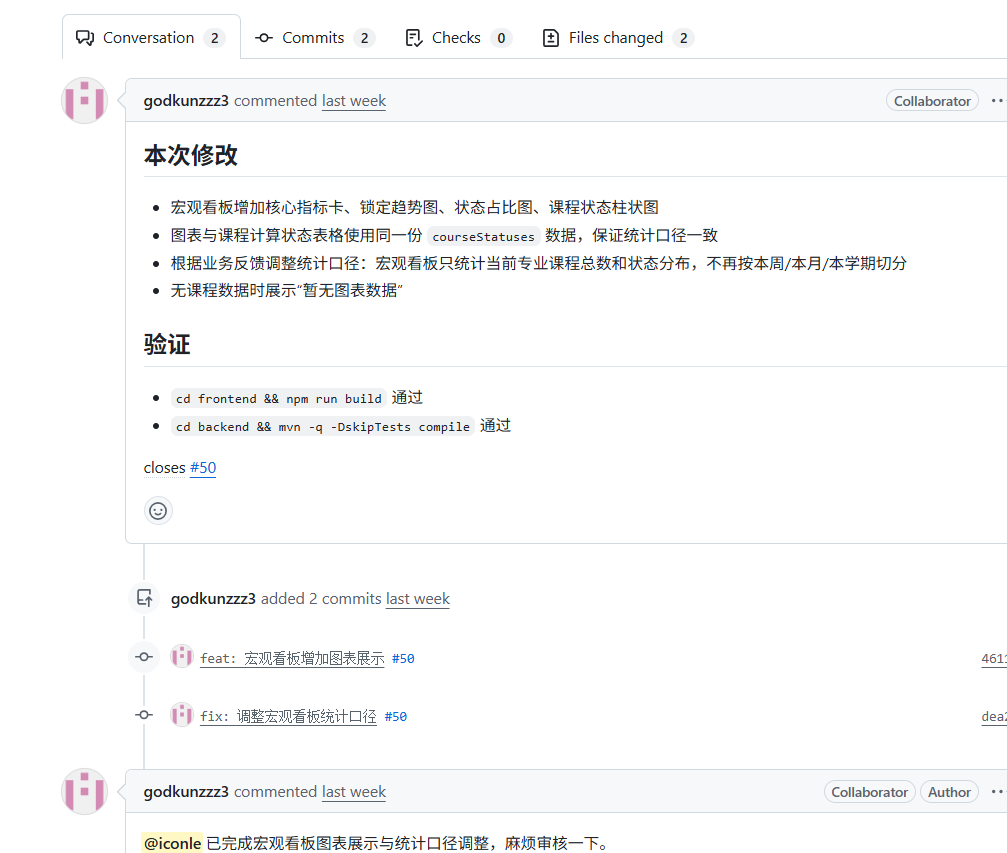 Conversation 2 Commits 2 Checks 0 Files changed 2
godkunzzz3 commented last week Collaborator
本次修改
宏观看板增加核心指标卡、锁定趋势图、状态占比图、课程状态柱状图
图表与课程计算状态表格使用同一份 courseStatuses 数据，保证统计口径一致
根据业务反馈调整统计口径：宏观看板只统计当前专业课程总数和状态分布，不再按本周/本月/本学期切分
无课程数据时展示“暂无图表数据”
验证
cd frontend && npm run build 通过
cd backend && mvn -q -DskipTests compile 通过
closes #50
godkunzzz3 added 2 commits last week
feat: 宏观看板增加图表展示 #50 4611
fix: 调整宏观看板统计口径 #50 dea2
godkunzzz3 commented last week Collaborator Author
@iconle 已完成宏观看板图表展示与统计口径调整，麻烦审核一下。